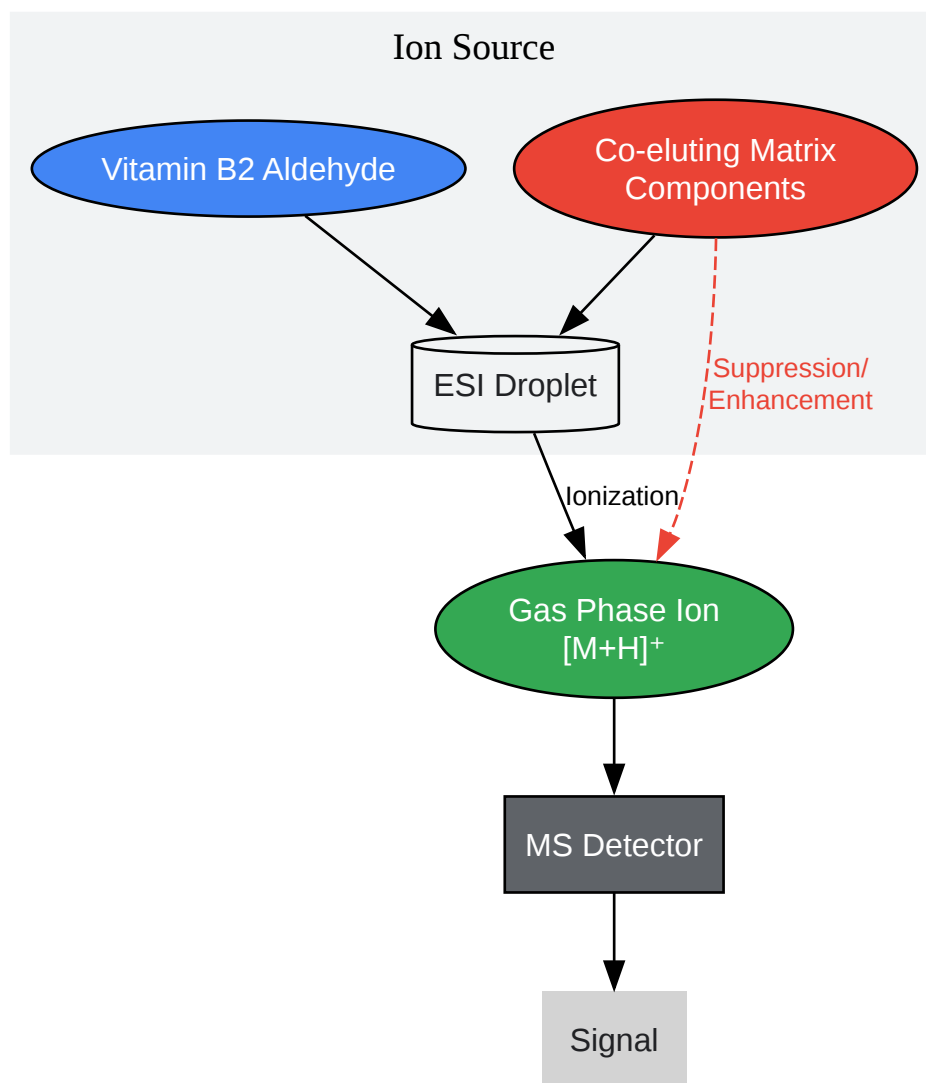 Ion Source
Vitamin B2 Aldehyde
Co-eluting Matrix
Components
ESI Droplet
Suppression/
Enhancement
Ionization
Gas Phase Ion
[M+H]⁺
MS Detector
Signal